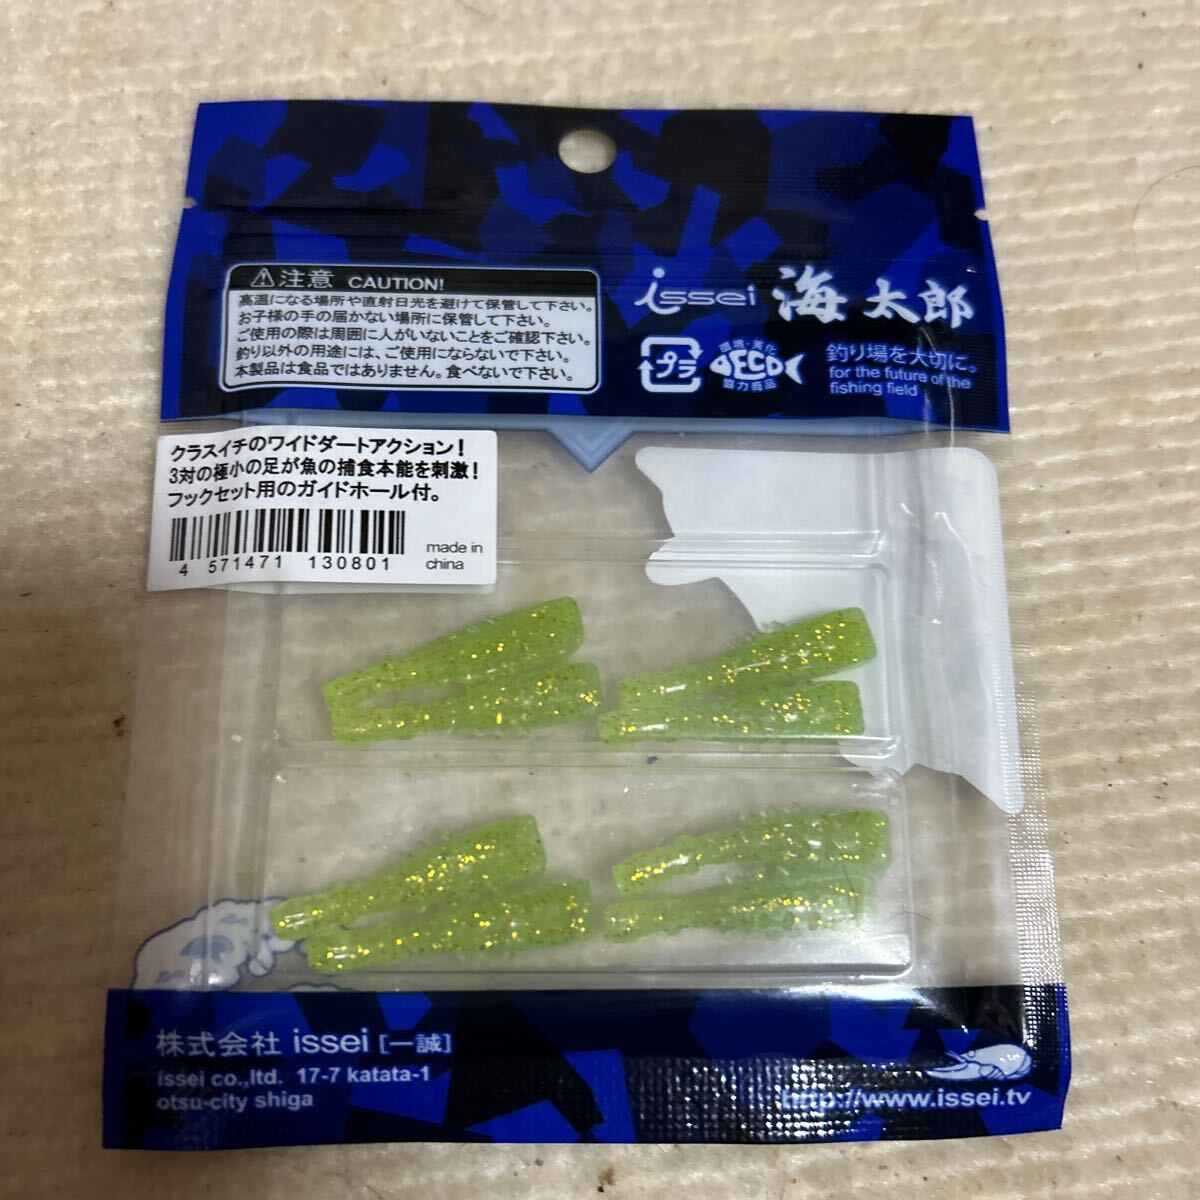 注意 CAUTION!
高温になる場所や直射日光を避けて保管して下さい。
お子様の手の届かない場所に保管して下さい。
ご使用の際は周囲に人がいないことをご確認下さい。
釣り以外の用途には、ご使用にならないで下さい。
本製品は食品ではありません。食べないで下さい。
issei 海太郎
プラ
環境・美化
ECO
協力商品
釣り場を大切に。
for the future of the
fishing field
クラスイチのワイドダートアクション!
3対の極小の足が魚の捕食本能を刺激!
フックセット用のガイドホール付。
4 571471 130801
made in
china
株式会社 issei [一誠]
issei co.,ltd. 17-7 katata-1
otsu-city shiga
http://www.issei.tv